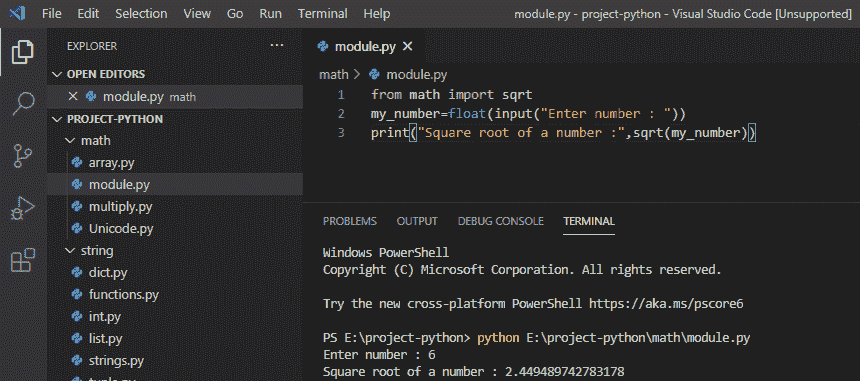 File Edit Selection View Go Run Terminal Help module.py - project-python - Visual Studio Code [Unsupported]
EXPLORER ...
OPEN EDITORS
module.py math
PROJECT-PYTHON
math
array.py
module.py
multiply.py
Unicode.py
string
dict.py
functions.py
int.py
list.py
strings.py
tuple.py
module.py
math > module.py
1 from math import sqrt
2 my_number=float(input("Enter number : "))
3 print("Square root of a number :",sqrt(my_number))
PROBLEMS OUTPUT DEBUG CONSOLE TERMINAL
Windows PowerShell
Copyright (C) Microsoft Corporation. All rights reserved.
Try the new cross-platform PowerShell https://aka.ms/pscore6
PS E:\project-python> python E:\project-python\math\module.py
Enter number : 6
Square root of a number : 2.449489742783178